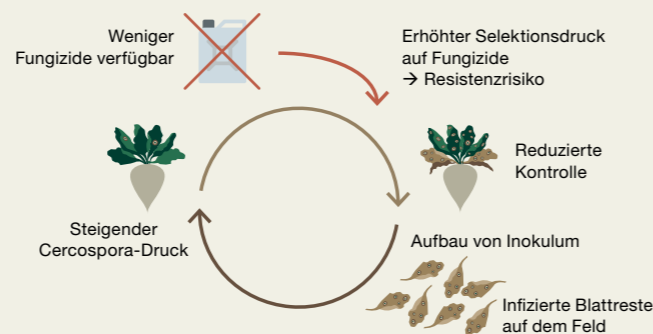 Weniger
Fungizide verfügbar
Erhöhter Selektionsdruck
auf Fungizide
→ Resistenzrisiko
Reduzierte
Kontrolle
Steigender
Cercospora-Druck
Aufbau von Inokulum
Infizierte Blattreste
auf dem Feld